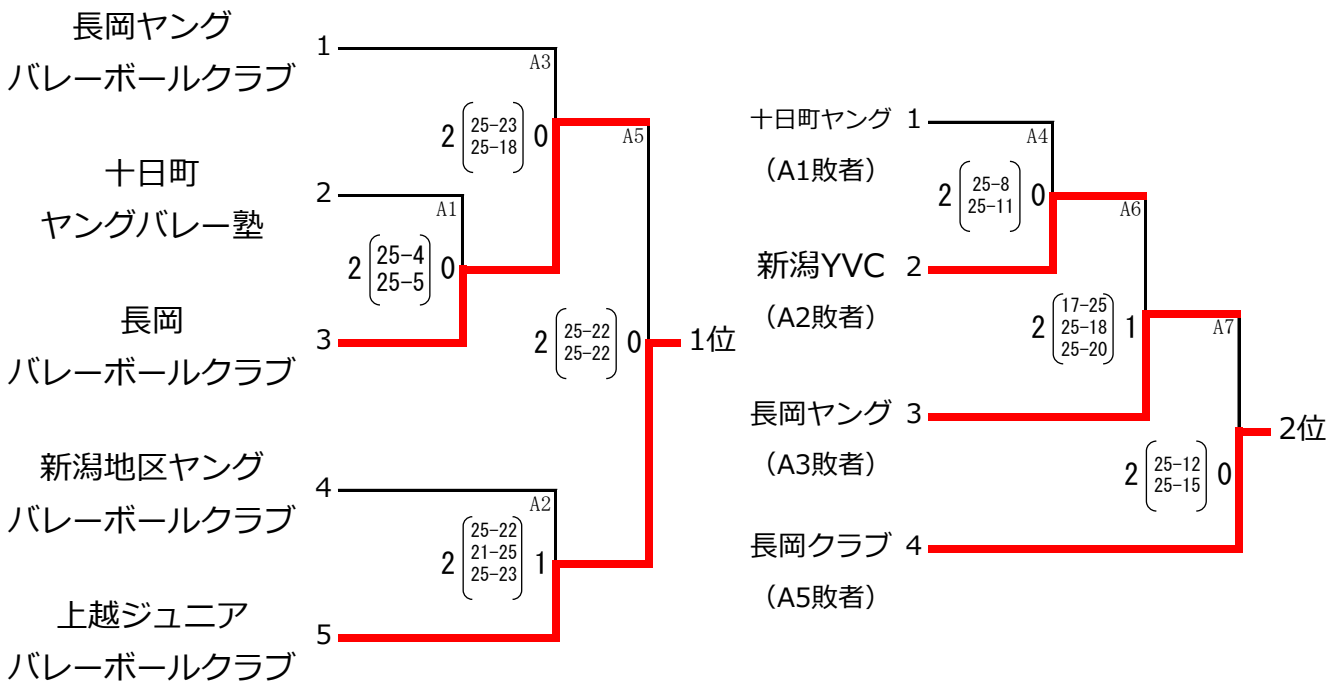 長岡ヤング
バレーボールクラブ
1
A3
2
25-23
25-18
0
A5
十日町
ヤングバレー塾
2
A1
2
25-4
25-5
0
長岡
バレーボールクラブ
3
2
25-22
25-22
0
1位
新潟地区ヤング
バレーボールクラブ
4
A2
2
25-22
21-25
25-23
1
上越ジュニア
バレーボールクラブ
5
十日町ヤング
1
(A1敗者)
A4
2
25-8
25-11
0
A6
新潟YVC
2
(A2敗者)
2
17-25
25-18
25-20
1
A7
長岡ヤング
3
(A3敗者)
2
25-12
25-15
0
2位
長岡クラブ
4
(A5敗者)